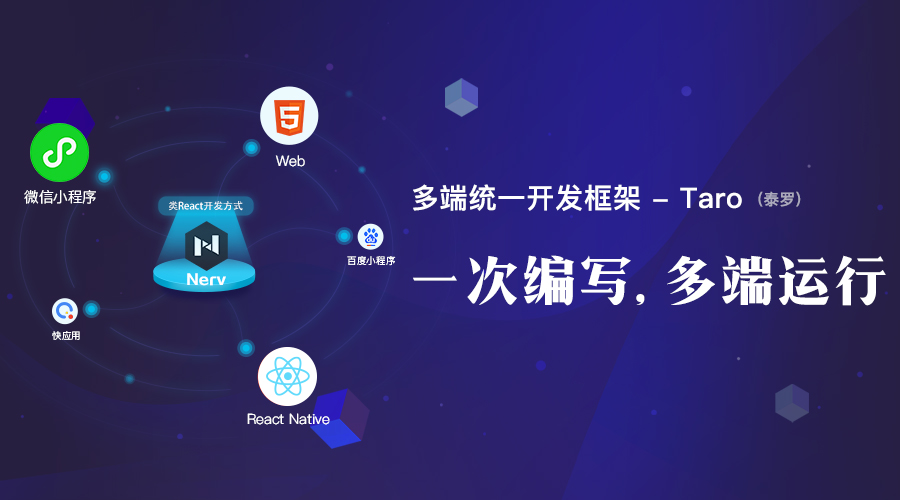 微信小程序
Web
类React开发方式
Nerv
百度小程序
快应用
React Native
多端统一开发框架 – Taro （泰罗）
一次编写, 多端运行